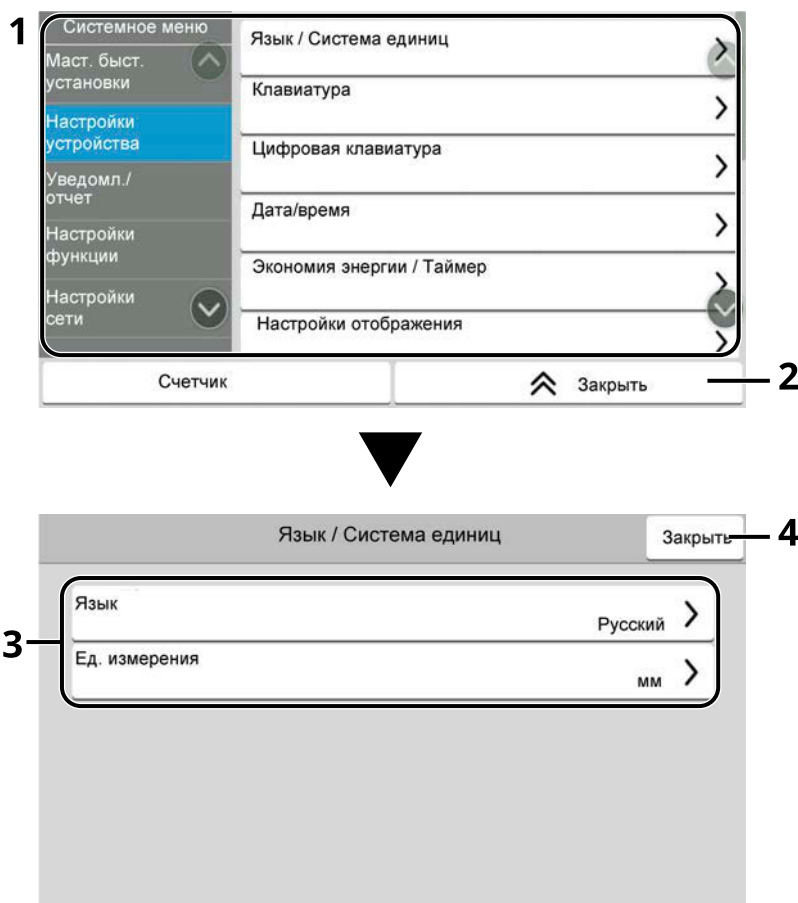 1
Системное меню
Маст. быст.
установки
Настройки
устройства
Уведомл./
отчет
Настройки
функции
Настройки
сети
Язык / Система единиц
Клавиатура
Цифровая клавиатура
Дата/время
Экономия энергии / Таймер
Настройки отображения
Счетчик
Закрыть
2
Язык / Система единиц
Закрыть
4
3
Язык
Русский
Ед. измерения
мм